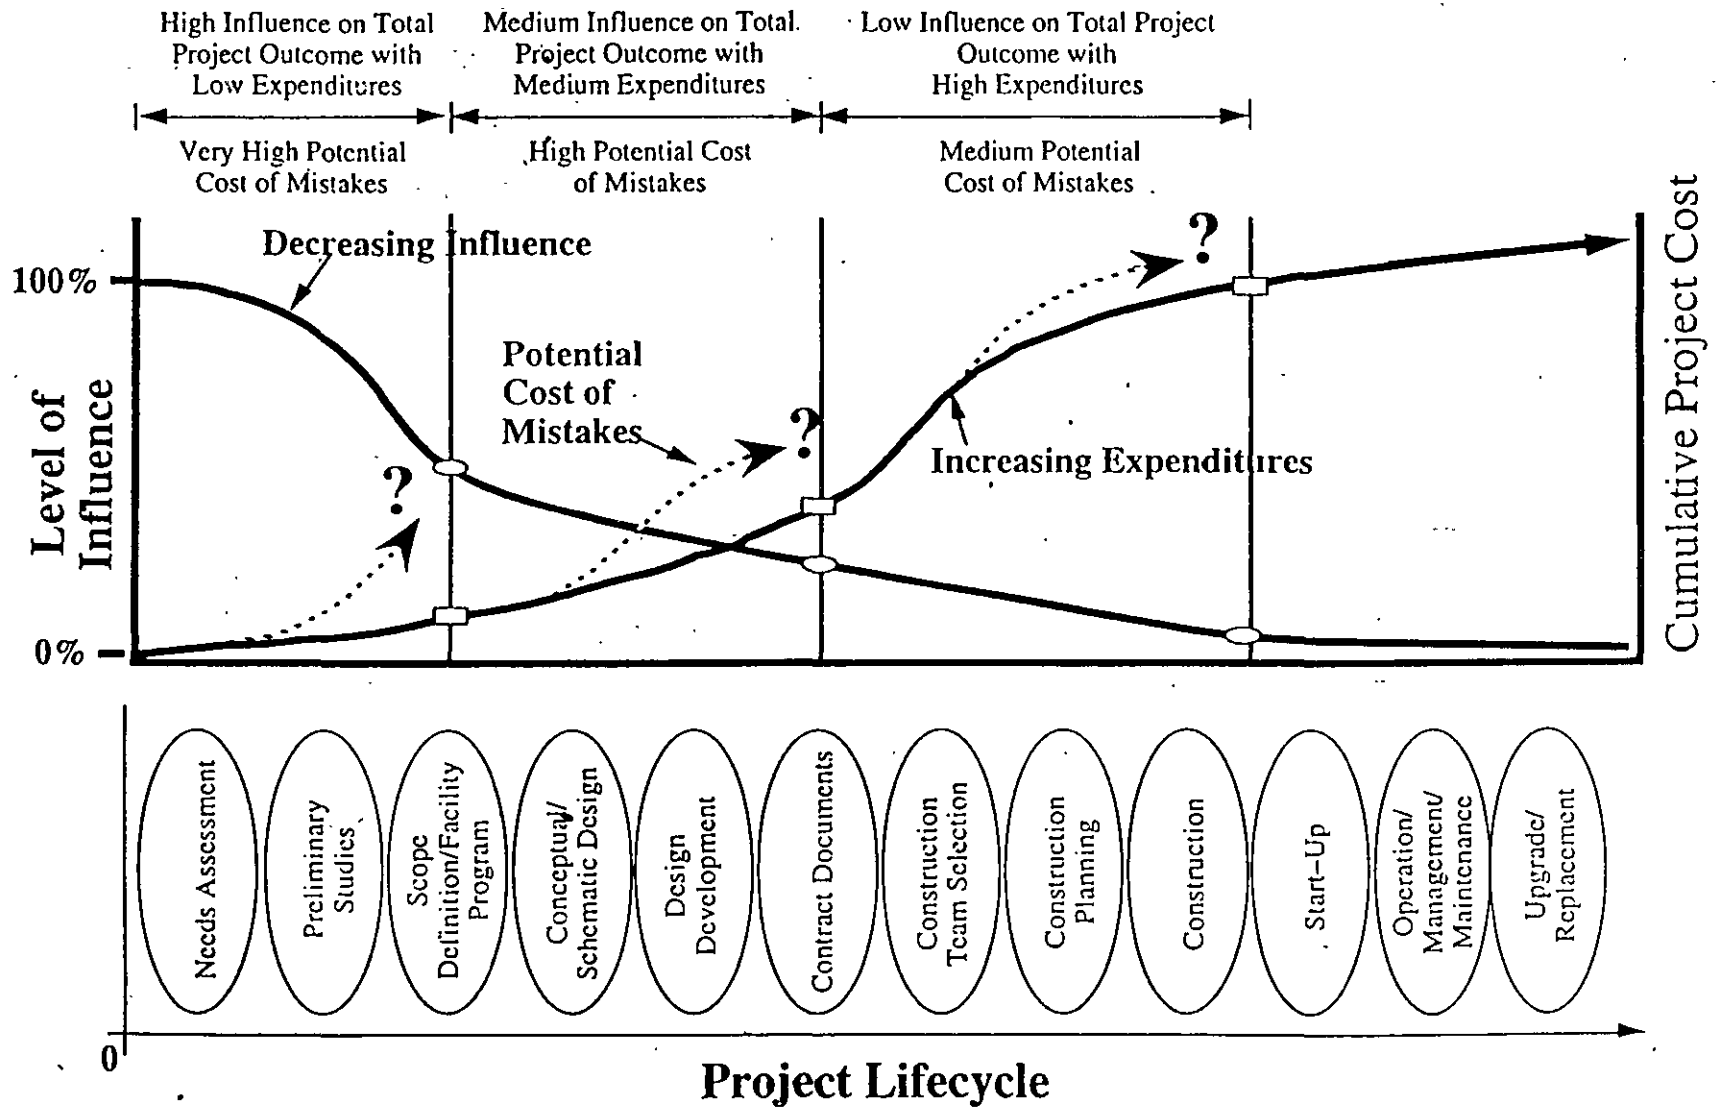 High Influence on Total
Project Outcome with
Low Expenditures
Medium Influence on Total
Project Outcome with
Medium Expenditures
Low Influence on Total Project
Outcome with
High Expenditures
Very High Potential
Cost of Mistakes
High Potential Cost
of Mistakes
Medium Potential
Cost of Mistakes
Decreasing Influence
?
100%
Potential
Cost of
Mistakes
?
Increasing Expenditures
?
Level of
Influence
0%
Cumulative Project Cost
Needs Assessment
Preliminary
Studies
Scope
Definition/Facility
Program
Conceptual/
Schematic Design
Design
Development
Contract Documents
Construction
Team Selection
Construction
Planning
Construction
Start-Up
Operation/
Management/
Maintenance
Upgrade/
Replacement
0
Project Lifecycle